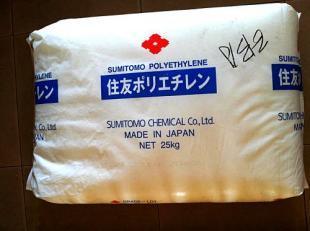 SUMITOMO POLYETHYLENE
住友ポリエチレン
SUMITOMO CHEMICAL Co., Ltd.
MADE IN JAPAN
NET 25kg